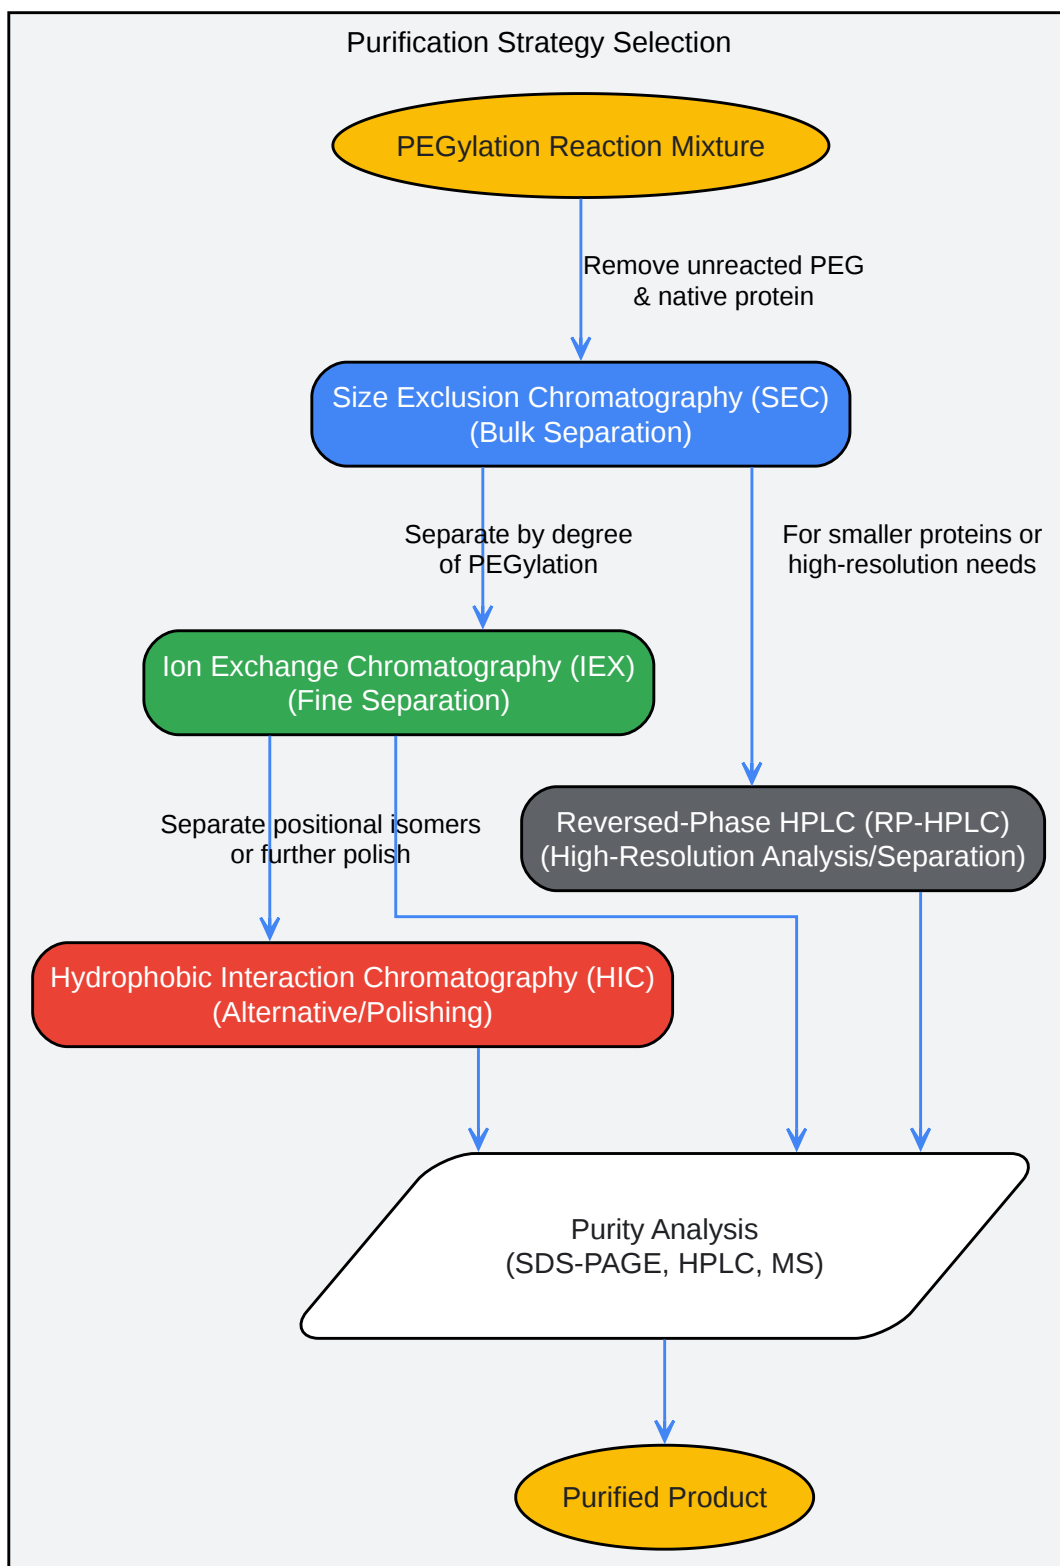 Purification Strategy Selection
PEGylation Reaction Mixture
Remove unreacted PEG
& native protein
Size Exclusion Chromatography (SEC)
(Bulk Separation)
Separate by degree
of PEGylation
For smaller proteins or
high-resolution needs
Ion Exchange Chromatography (IEX)
(Fine Separation)
Separate positional isomers
or further polish
Reversed-Phase HPLC (RP-HPLC)
(High-Resolution Analysis/Separation)
Hydrophobic Interaction Chromatography (HIC)
(Alternative/Polishing)
Purity Analysis
(SDS-PAGE, HPLC, MS)
Purified Product